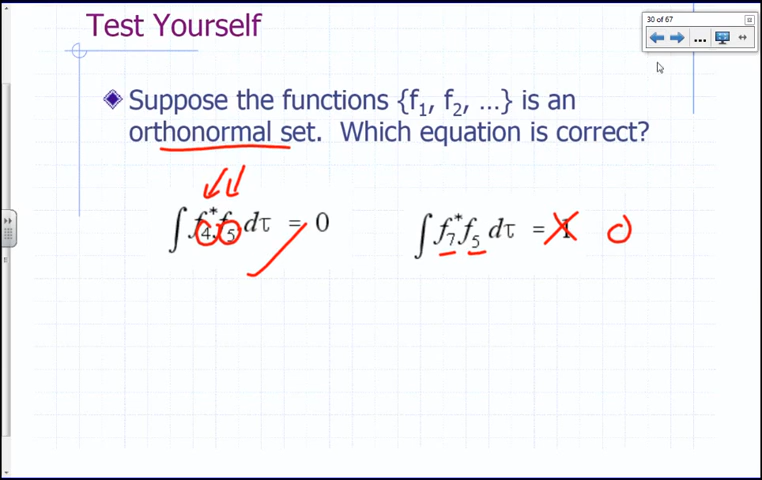 Test Yourself
30 of 67
...
Suppose the functions {f₁, f₂, …} is an
orthonormal set. Which equation is correct?
∫ f₄* f₅ dτ = 0
∫ f₇* f₅ dτ = 1 0